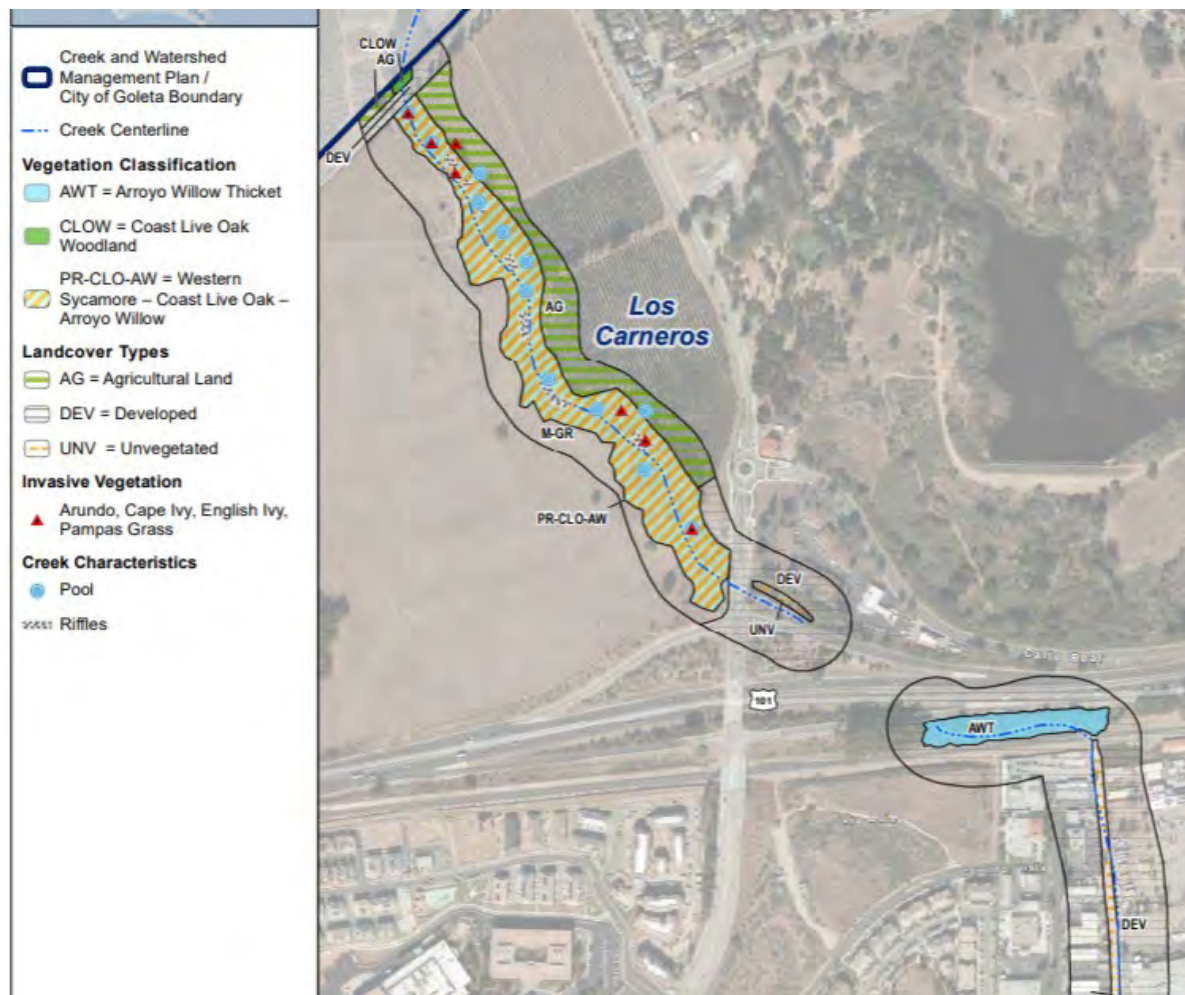 Creek and Watershed
Management Plan /
City of Goleta Boundary
Creek Centerline
Vegetation Classification
AWT = Arroyo Willow Thicket
CLOW = Coast Live Oak
Woodland
PR-CLO-AW = Western
Sycamore – Coast Live Oak –
Arroyo Willow
Landcover Types
AG = Agricultural Land
DEV = Developed
UNV = Unvegetated
Invasive Vegetation
Arundo, Cape Ivy, English Ivy,
Pampas Grass
Creek Characteristics
Pool
Riffles
CLOW
AG
DEV
AG
Los
Carneros
M-GR
PR-CLO-AW
DEV
UNV
101
AWT
DEV